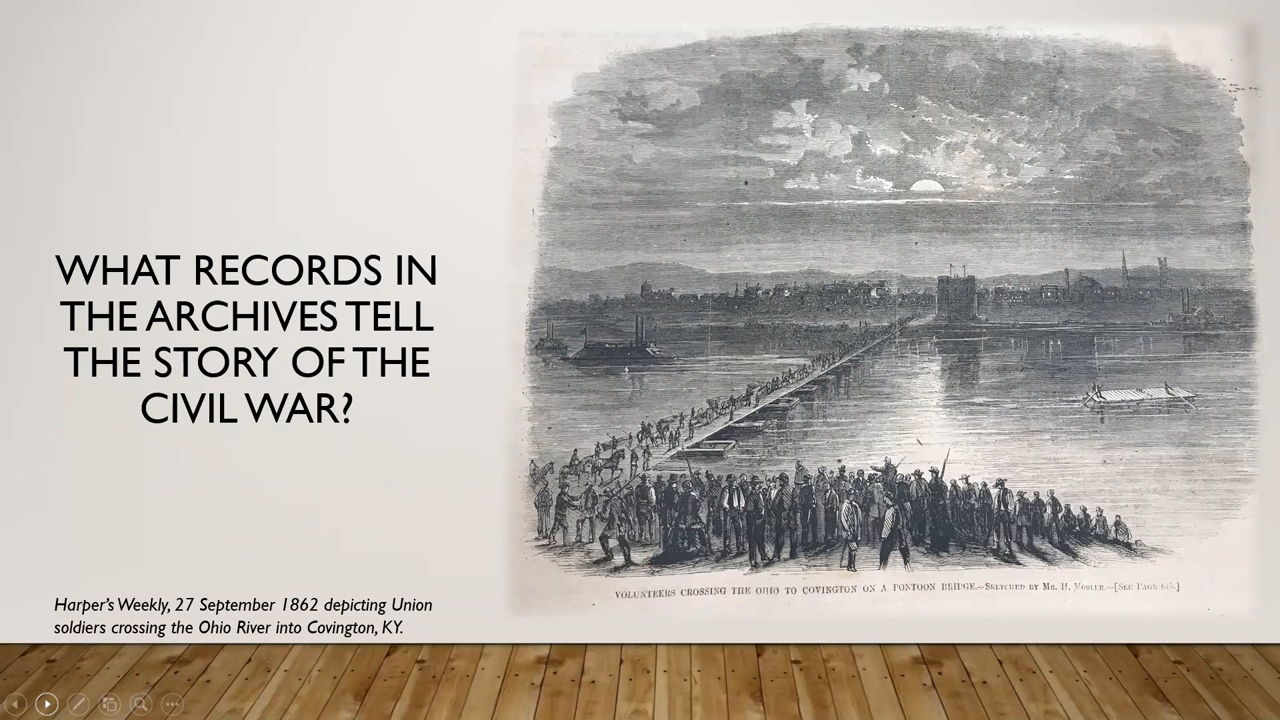 WHAT RECORDS IN
THE ARCHIVES TELL
THE STORY OF THE
CIVIL WAR?
Harper's Weekly, 27 September 1862 depicting Union
soldiers crossing the Ohio River into Covington, KY.
VOLUNTEERS CROSSING THE OHIO TO COVINGTON ON A PONTOON BRIDGE.—Sketched by Mr. H. Mosler.—[See Page